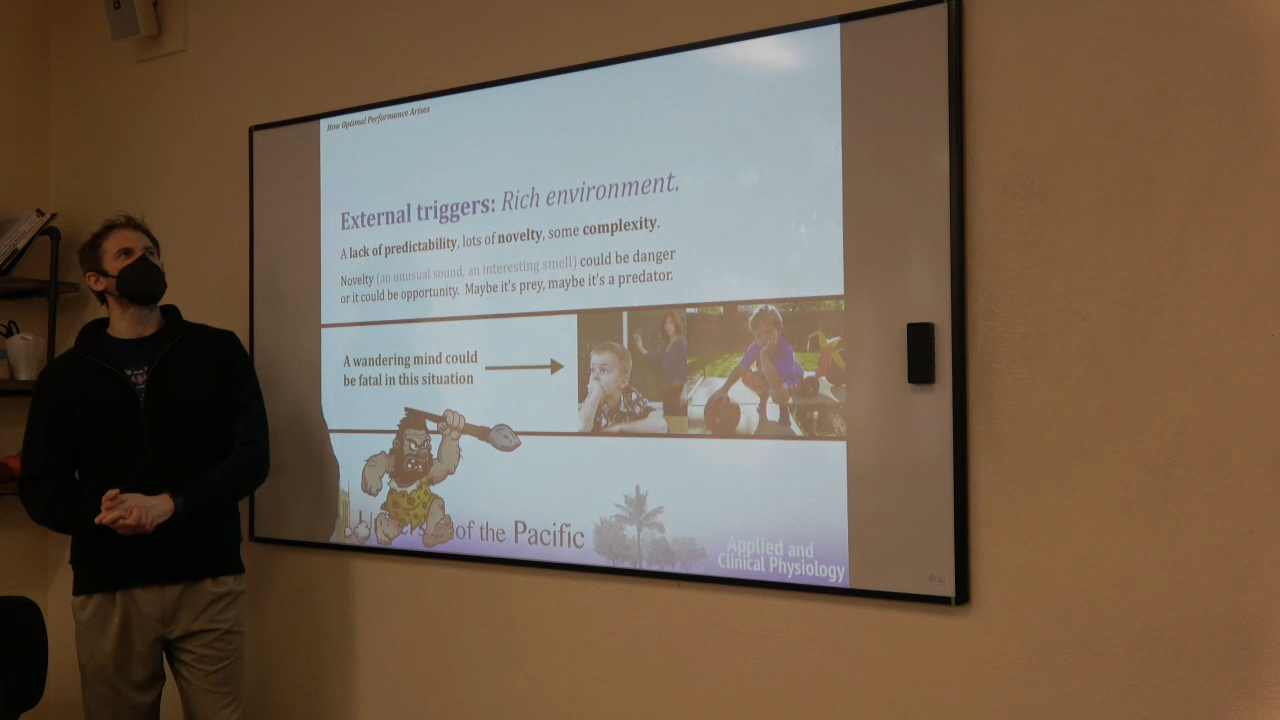 How Optimal Performance Arises
External triggers: Rich environment.
A lack of predictability, lots of novelty, some complexity.
Novelty (an unusual sound, an interesting smell) could be danger
or it could be opportunity. Maybe it's prey, maybe it's a predator.
A wandering mind could
be fatal in this situation
of the Pacific
Applied and
Clinical Physiology